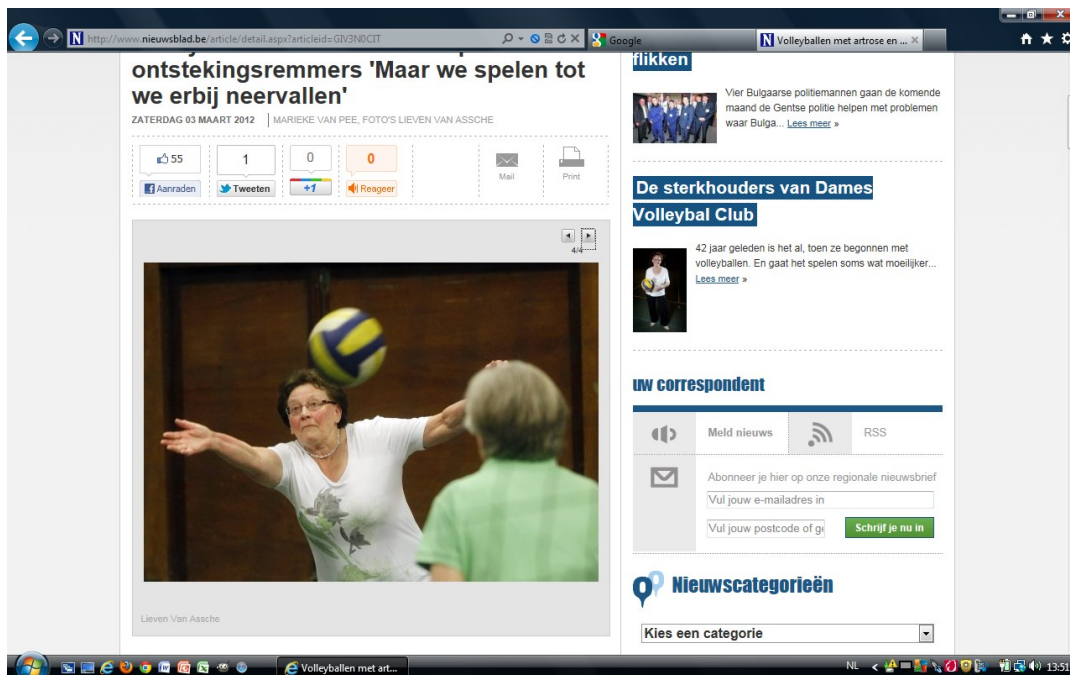 http://www.nieuwsblad.be/article/detail.aspx?articleid=GIV3N0CIT
Google
Volleyballen met artrose en ...
ontstekingsremmers 'Maar we spelen tot
we erbij neervallen'
ZATERDAG 03 MAART 2012 | MARIEKE VAN PEE, FOTO'S LIEVEN VAN ASSCHE
55
1
0
0
Aanraden
Tweeten
+1
Reageer
Mail
Print
4/4
Lieven Van Assche
flikken
Vier Bulgaarse politiemannen gaan de komende
maand de Gentse politie helpen met problemen
waar Bulga... Lees meer »
De sterkhouders van Dames
Volleybal Club
42 jaar geleden is het al, toen ze begonnen met
volleyballen. En gaat het spelen soms wat moeilijker...
Lees meer »
uw correspondent
Meld nieuws
RSS
Abonneer je hier op onze regionale nieuwsbrief
Vul jouw e-mailadres in
Vul jouw postcode of
Schrijf je nu in
Nieuwscategorieën
Kies een categorie
Volleyballen met art...
NL
13:51